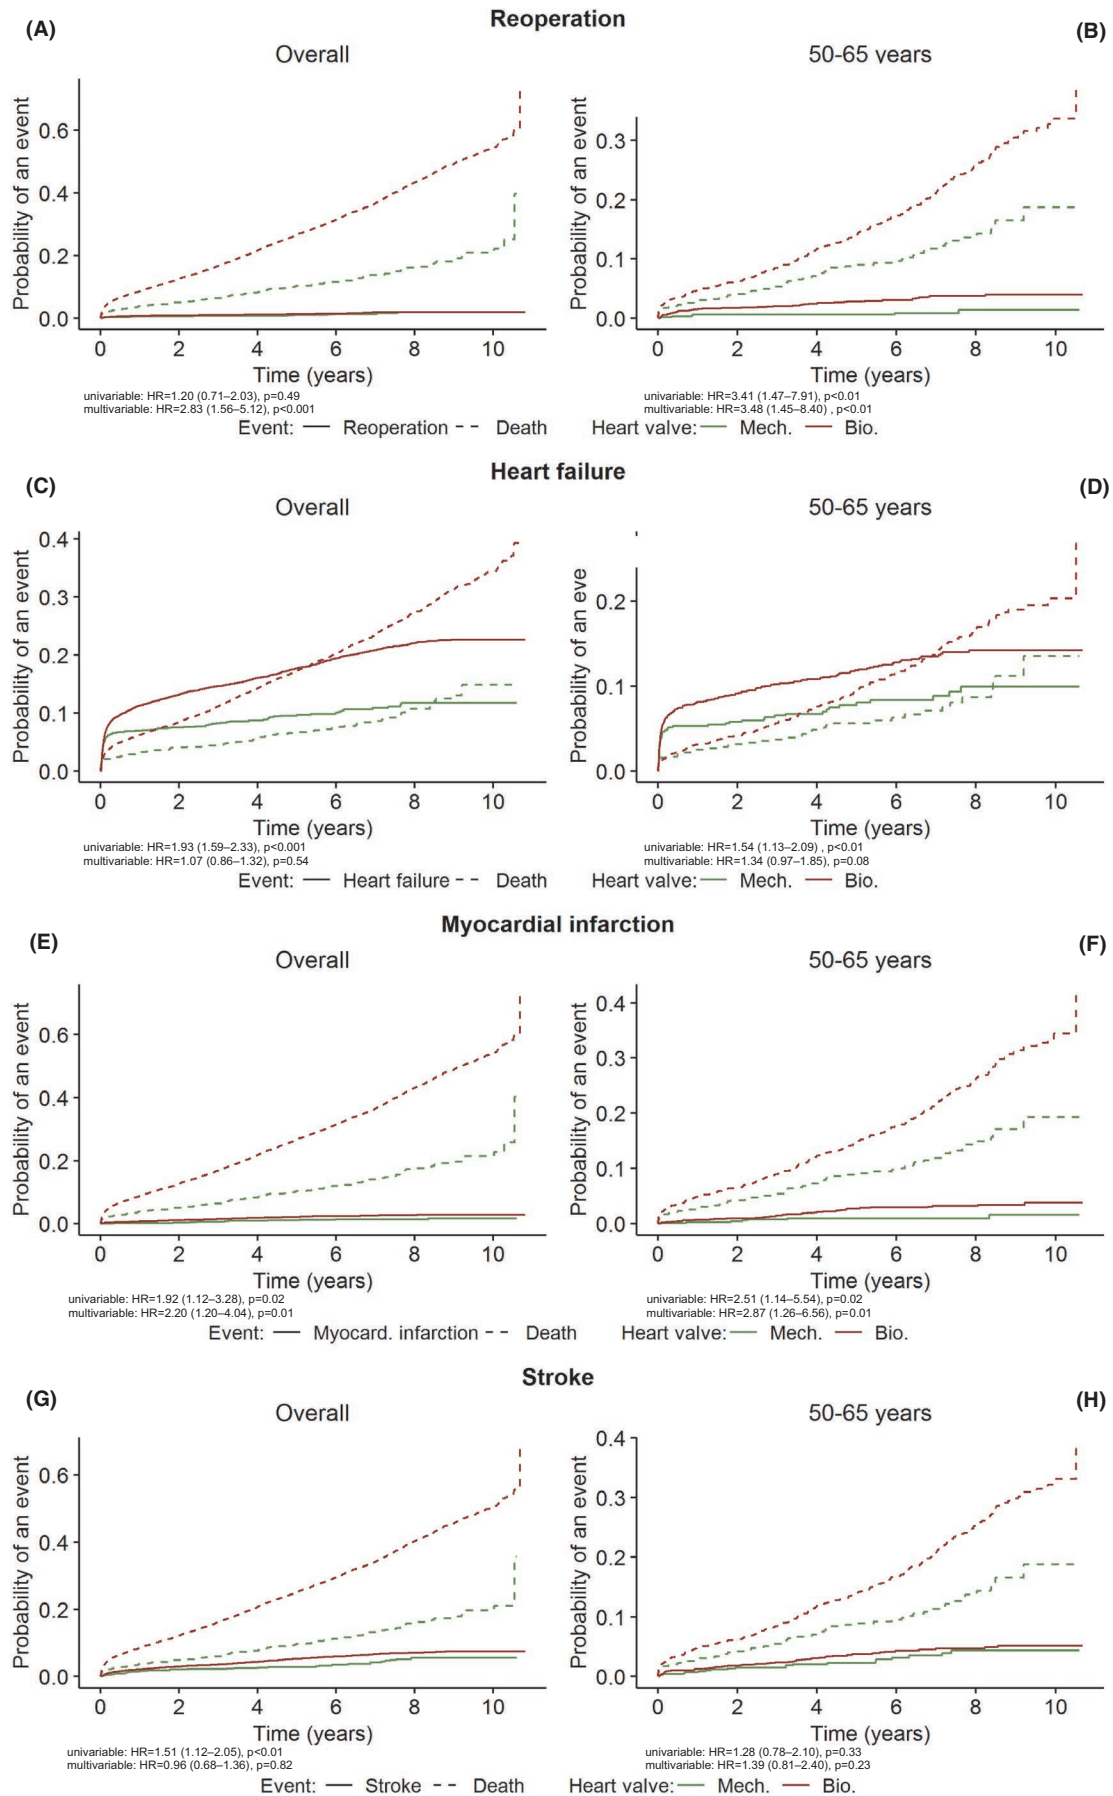 Reoperation
(A)
(B)
Overall
50-65 years
Probability of an event
0.6
0.4
0.2
0.0
0 2 4 6 8 10
Time (years)
univariable: HR=1.20 (0.71–2.03), p=0.49
multivariable: HR=2.83 (1.56–5.12), p<0.001
Probability of an event
0.3
0.2
0.1
0.0
0 2 4 6 8 10
Time (years)
univariable: HR=3.41 (1.47–7.91), p<0.01
multivariable: HR=3.48 (1.45–8.40) , p<0.01
Event: Reoperation Death Heart valve: Mech. Bio.
Heart failure
(C)
(D)
Overall
50-65 years
Probability of an event
0.4
0.3
0.2
0.1
0.0
0 2 4 6 8 10
Time (years)
univariable: HR=1.93 (1.59–2.33), p<0.001
multivariable: HR=1.07 (0.86–1.32), p=0.54
Probability of an eve
0.2
0.1
0.0
0 2 4 6 8 10
Time (years)
univariable: HR=1.54 (1.13–2.09) , p<0.01
multivariable: HR=1.34 (0.97–1.85), p=0.08
Event: Heart failure Death Heart valve: Mech. Bio.
Myocardial infarction
(E)
(F)
Overall
50-65 years
Probability of an event
0.6
0.4
0.2
0.0
0 2 4 6 8 10
Time (years)
univariable: HR=1.92 (1.12–3.28), p=0.02
multivariable: HR=2.20 (1.20–4.04), p=0.01
Probability of an event
0.4
0.3
0.2
0.1
0.0
0 2 4 6 8 10
Time (years)
univariable: HR=2.51 (1.14–5.54), p=0.02
multivariable: HR=2.87 (1.26–6.56), p=0.01
Event: Myocard. infarction Death Heart valve: Mech. Bio.
Stroke
(G)
(H)
Overall
50-65 years
Probability of an event
0.6
0.4
0.2
0.0
0 2 4 6 8 10
Time (years)
univariable: HR=1.51 (1.12–2.05), p<0.01
multivariable: HR=0.96 (0.68–1.36), p=0.82
Probability of an event
0.4
0.3
0.2
0.1
0.0
0 2 4 6 8 10
Time (years)
univariable: HR=1.28 (0.78–2.10), p=0.33
multivariable: HR=1.39 (0.81–2.40), p=0.23
Event: Stroke Death Heart valve: Mech. Bio.